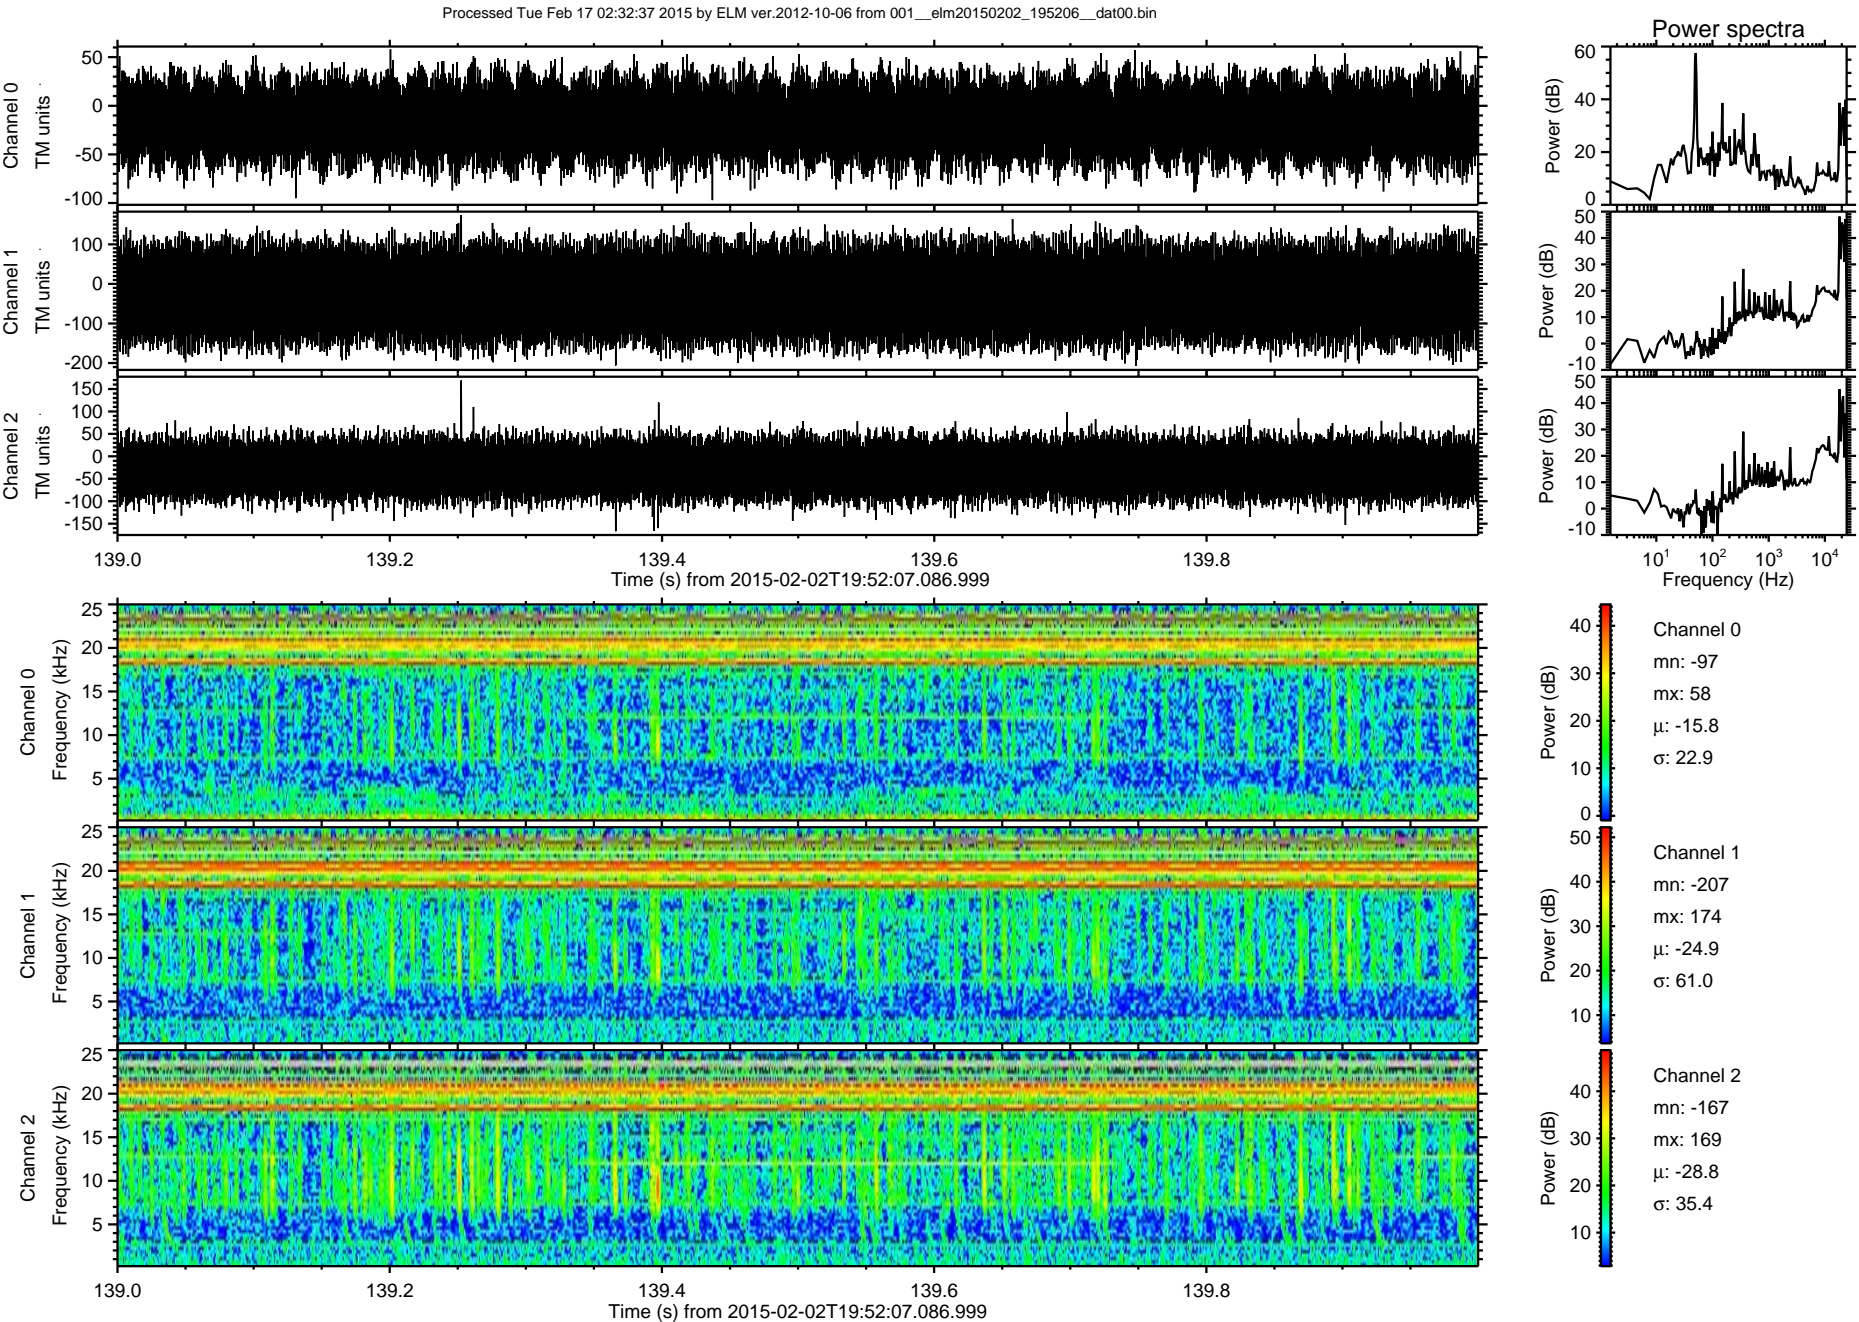 Processed Tue Feb 17 02:32:37 2015 by ELM ver.2012-10-06 from 001__elm20150202_195206__dat00.bin
Power spectra
Channel 0
TM units
50
0
-50
-100
Power (dB)
60
40
20
0
Channel 1
TM units
100
0
-100
-200
Power (dB)
50
40
30
20
10
0
-10
Channel 2
TM units
150
100
50
0
-50
-100
-150
Power (dB)
50
40
30
20
10
0
-10
139.0 139.2 139.4 139.6 139.8
Time (s) from 2015-02-02T19:52:07.086.999
10^1 10^2 10^3 10^4
Frequency (Hz)
Channel 0
Frequency (kHz)
25
20
15
10
5
Power (dB)
40
30
20
10
0
Channel 0
mn: -97
mx: 58
μ: -15.8
σ: 22.9
Channel 1
Frequency (kHz)
25
20
15
10
5
Power (dB)
50
40
30
20
10
Channel 1
mn: -207
mx: 174
μ: -24.9
σ: 61.0
Channel 2
Frequency (kHz)
25
20
15
10
5
Power (dB)
40
30
20
10
Channel 2
mn: -167
mx: 169
μ: -28.8
σ: 35.4
139.0 139.2 139.4 139.6 139.8
Time (s) from 2015-02-02T19:52:07.086.999